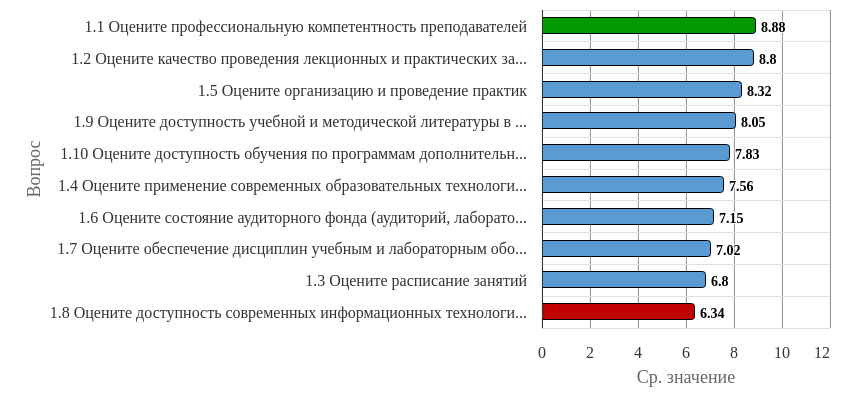 1.1 Оцените профессиональную компетентность преподавателей 8.88
1.2 Оцените качество проведения лекционных и практических за... 8.8
1.5 Оцените организацию и проведение практик 8.32
1.9 Оцените доступность учебной и методической литературы в ... 8.05
1.10 Оцените доступность обучения по программам дополнительн... 7.83
1.4 Оцените применение современных образовательных технологи... 7.56
1.6 Оцените состояние аудиторного фонда (аудиторий, лаборато... 7.15
1.7 Оцените обеспечение дисциплин учебным и лабораторным обо... 7.02
1.3 Оцените расписание занятий 6.8
1.8 Оцените доступность современных информационных технологи... 6.34
Вопрос
0 2 4 6 8 10 12
Ср. значение